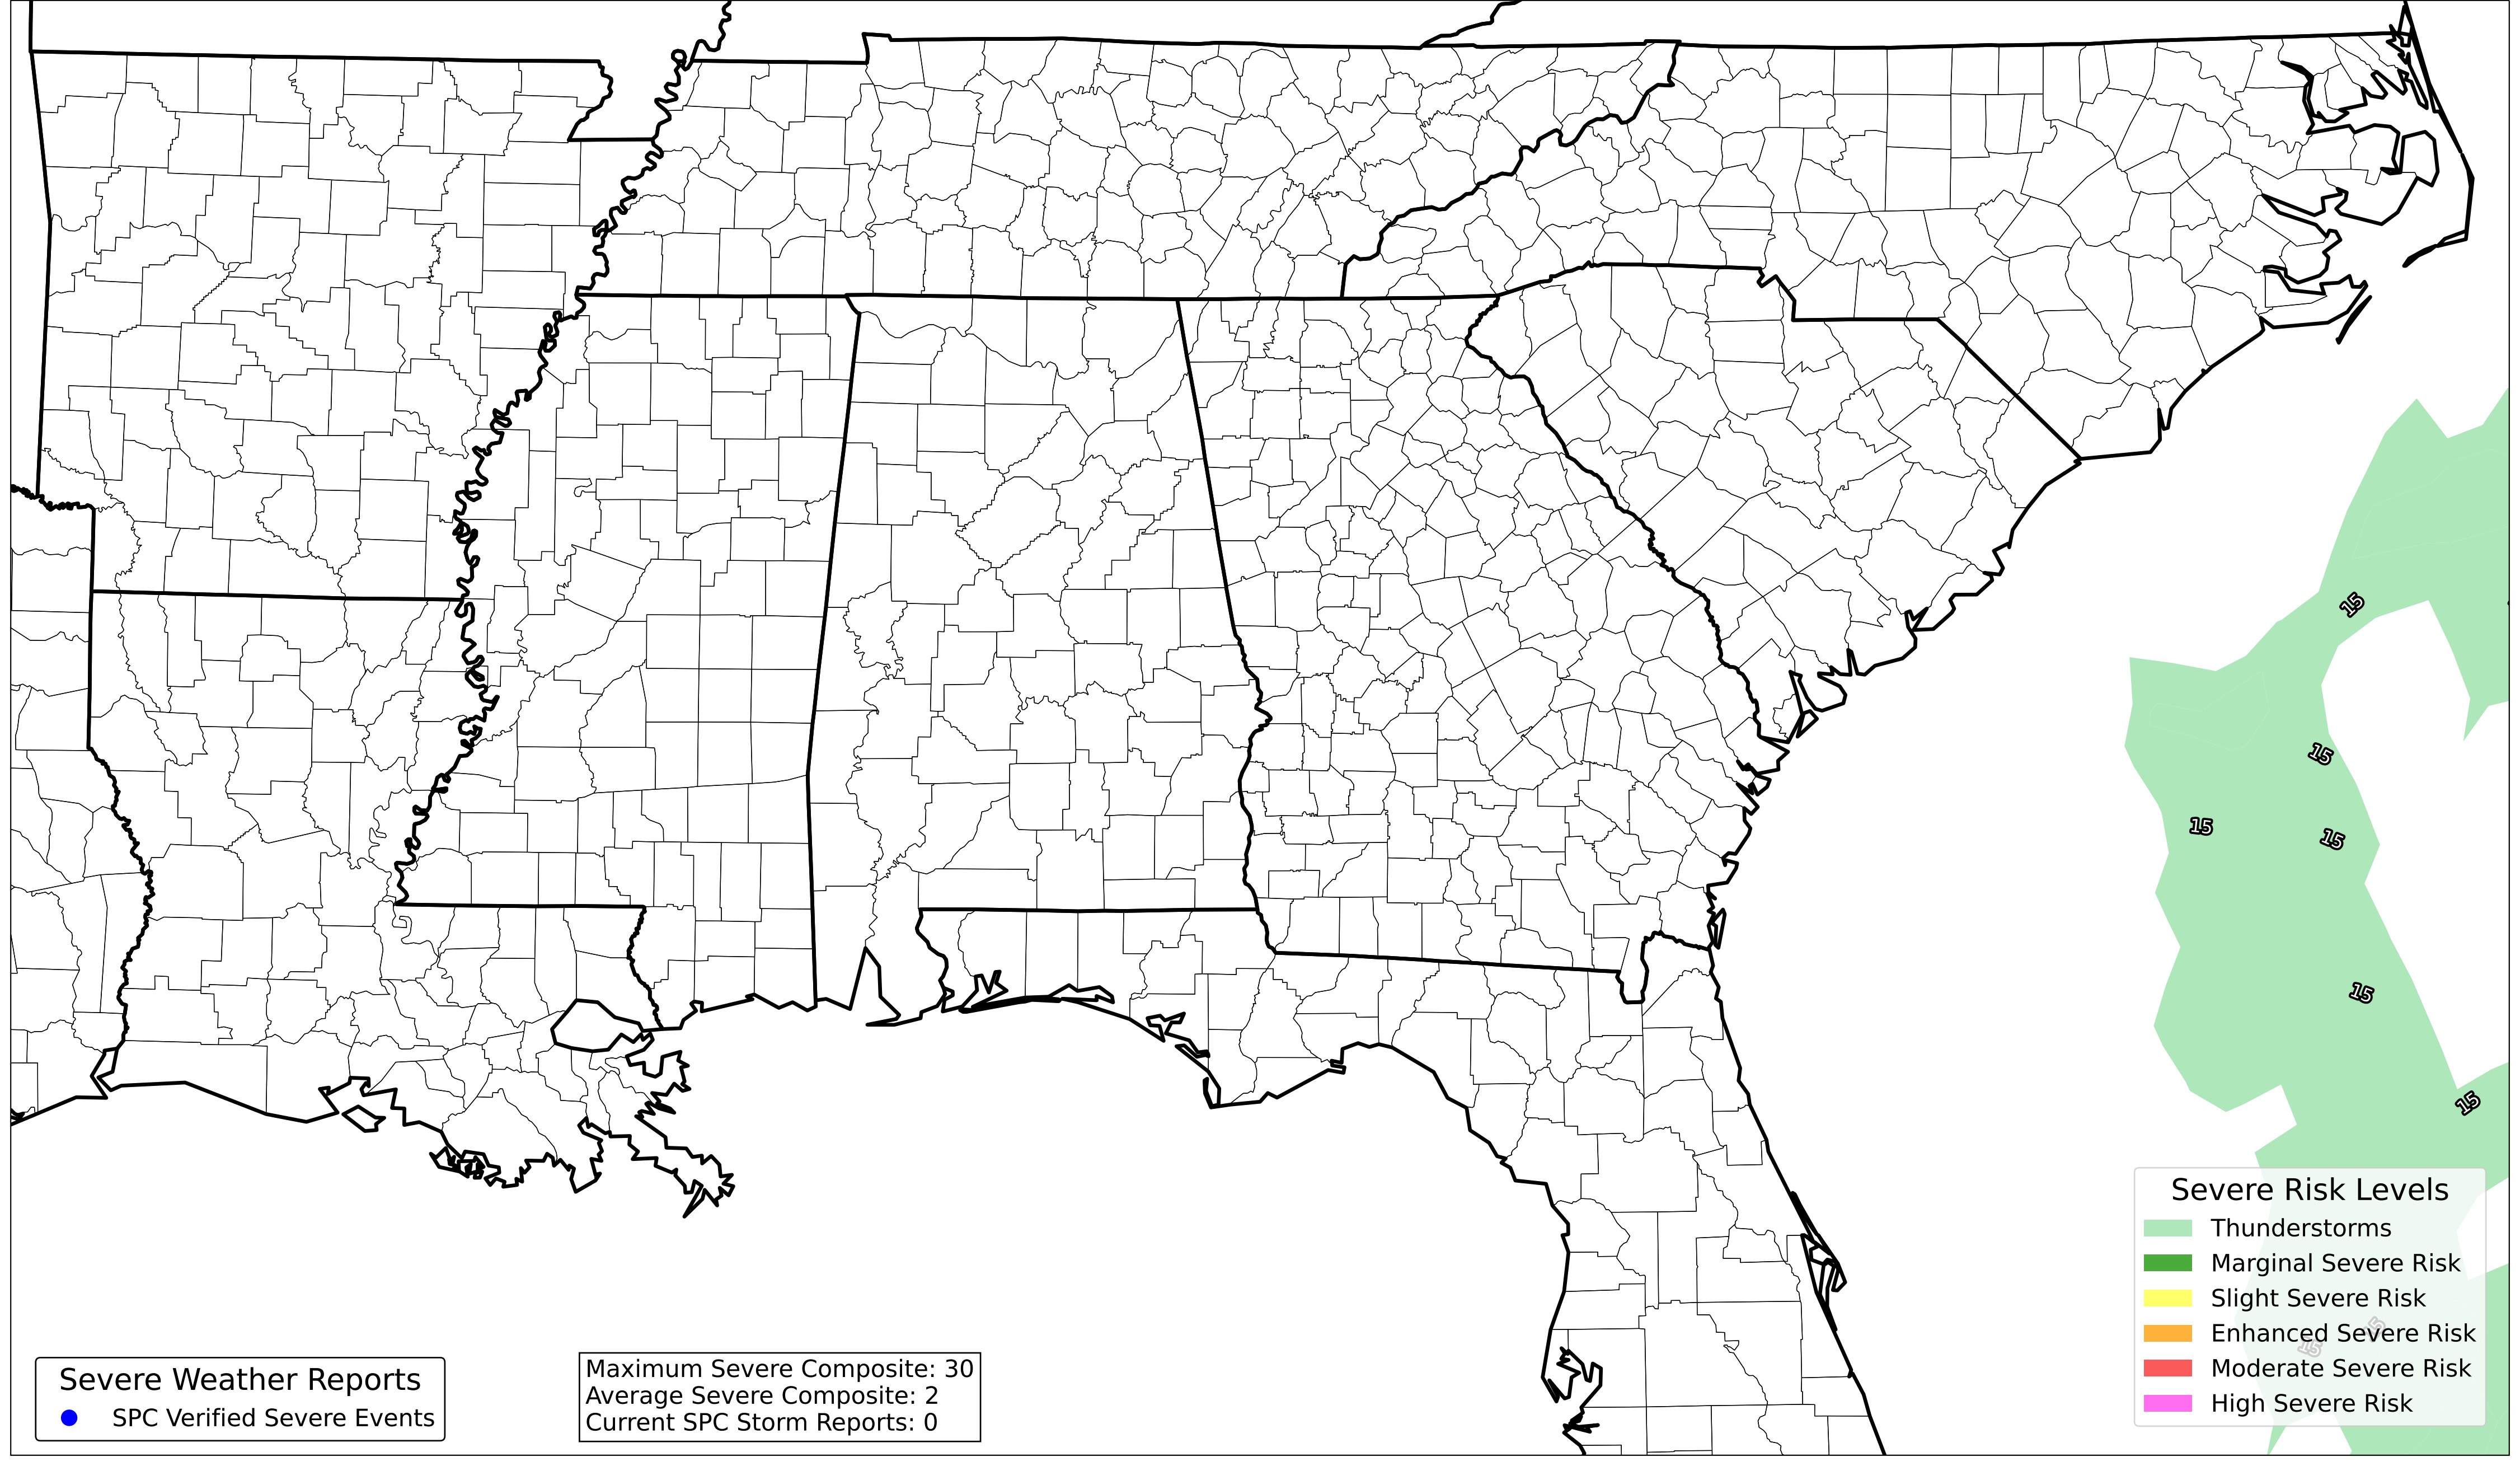 15
15
15
15
15
15
Severe Risk Levels
Thunderstorms
Marginal Severe Risk
Slight Severe Risk
Enhanced Severe Risk
Moderate Severe Risk
High Severe Risk
15
15
Severe Weather Reports
SPC Verified Severe Events
Maximum Severe Composite: 30
Average Severe Composite: 2
Current SPC Storm Reports: 0